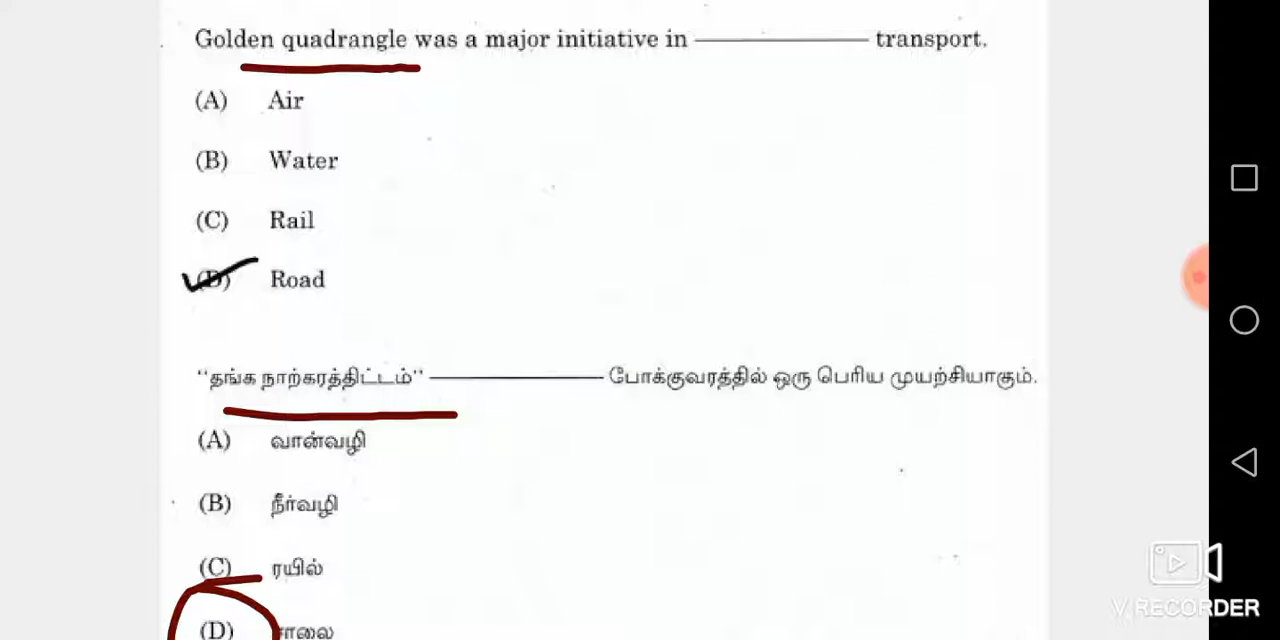 Golden quadrangle was a major initiative in ————— transport.
(A) Air
(B) Water
(C) Rail
(D) Road
“தங்க நாற்கரத்திட்டம்” ————— போக்குவரத்தில் ஒரு பெரிய முயற்சியாகும்.
(A) வான்வழி
(B) நீர்வழி
(C) ரயில்
(D) சாலை
V RECORDER